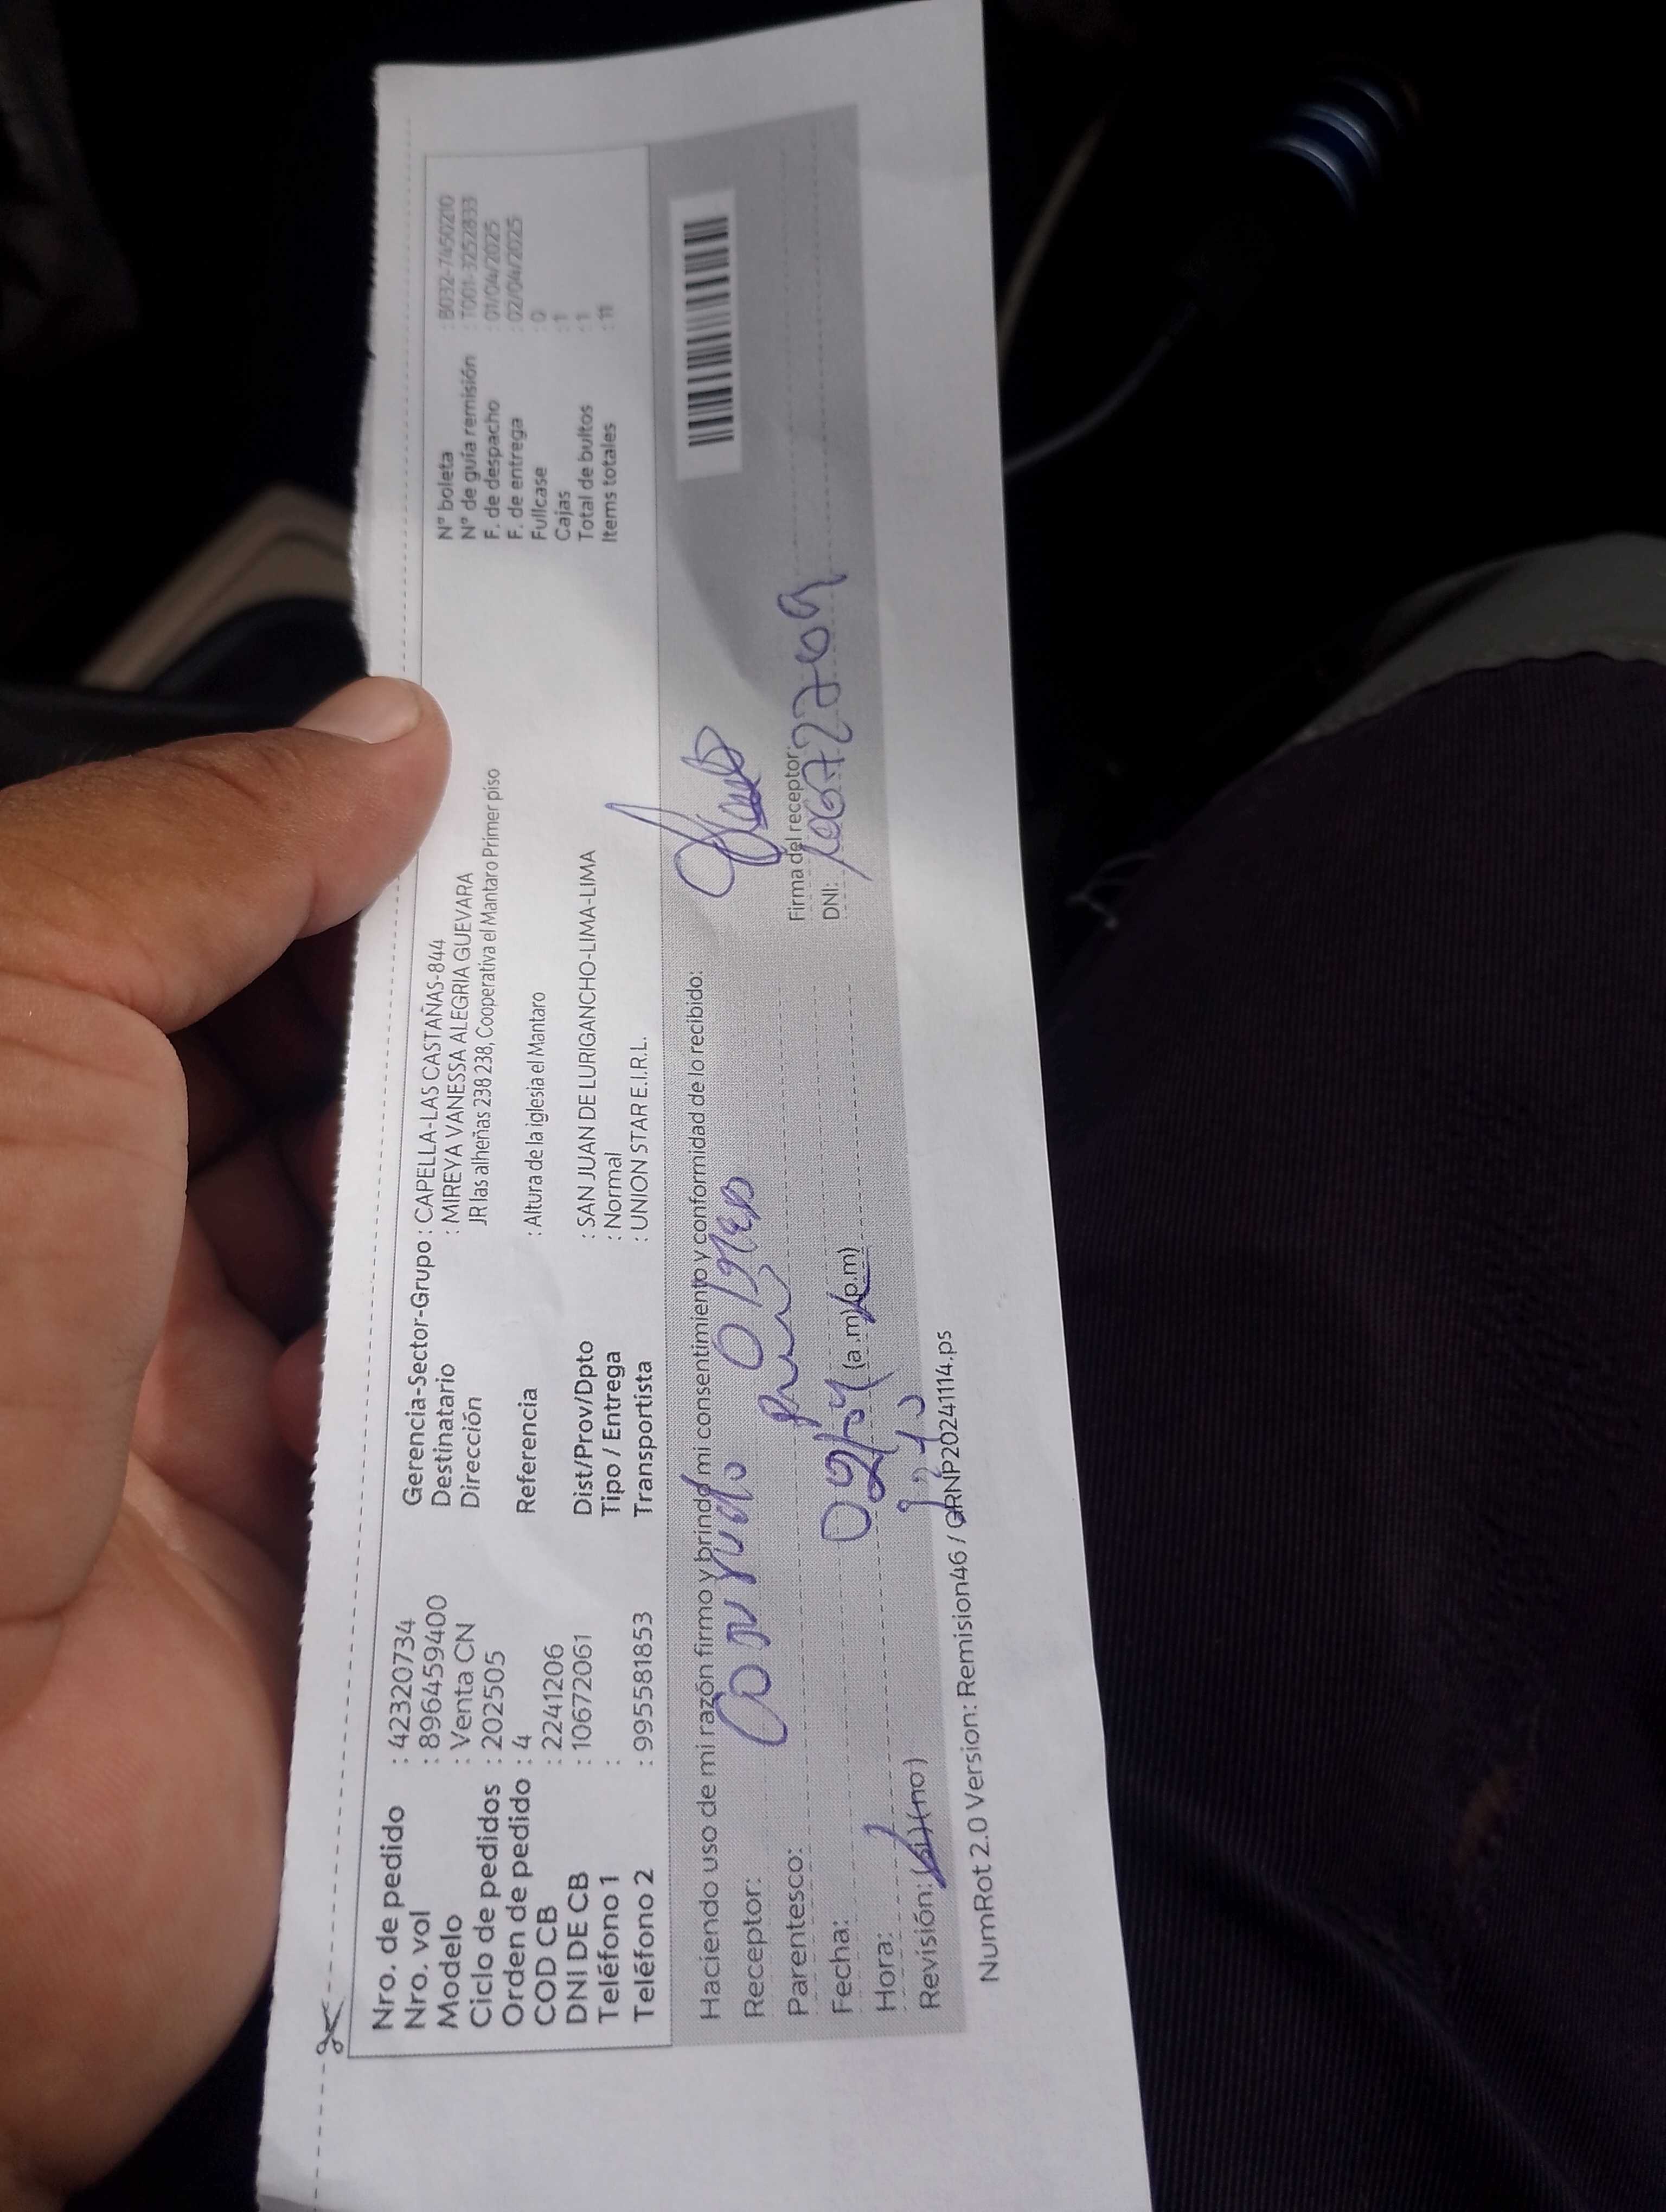 Nro. de pedido : 42320734
Nro. vol : 8964459400
Modelo : Venta CN
Ciclo de pedidos : 202505
Orden de pedido : 4
COD CB : 2241206
DNI DE CB : 10672061
Teléfono 1 :
Teléfono 2 : 995581853
Gerencia-Sector-Grupo : CAPELLA-LAS CASTAÑAS-844
Destinatario : MIREYA VANESSA ALEGRIA GUEVARA
Dirección JR las alheñas 238 238, Cooperativa el Mantaro Primer piso
Referencia : Altura de la iglesia el Mantaro
Dist/Prov/Dpto : SAN JUAN DE LURIGANCHO-LIMA-LIMA
Tipo / Entrega : Normal
Transportista : UNION STAR E.I.R.L.
N° boleta : B032-7450210
N° de guía remisión : T001-3252833
F. de despacho : 01/04/2025
F. de entrega : 02/04/2025
Fullcase : 0
Cajas : 1
Total de bultos : 1
Items totales : 11
Haciendo uso de mi razón firmo y brindo mi consentimiento y conformidad de lo recibido:
Receptor:
Parentesco:
Fecha:
Hora: (a.m)(p.m)
Revisión: (si)(no)
Firma del receptor:
DNI:
NumRot 2.0 Version: Remision46 / GRNP20241114.ps